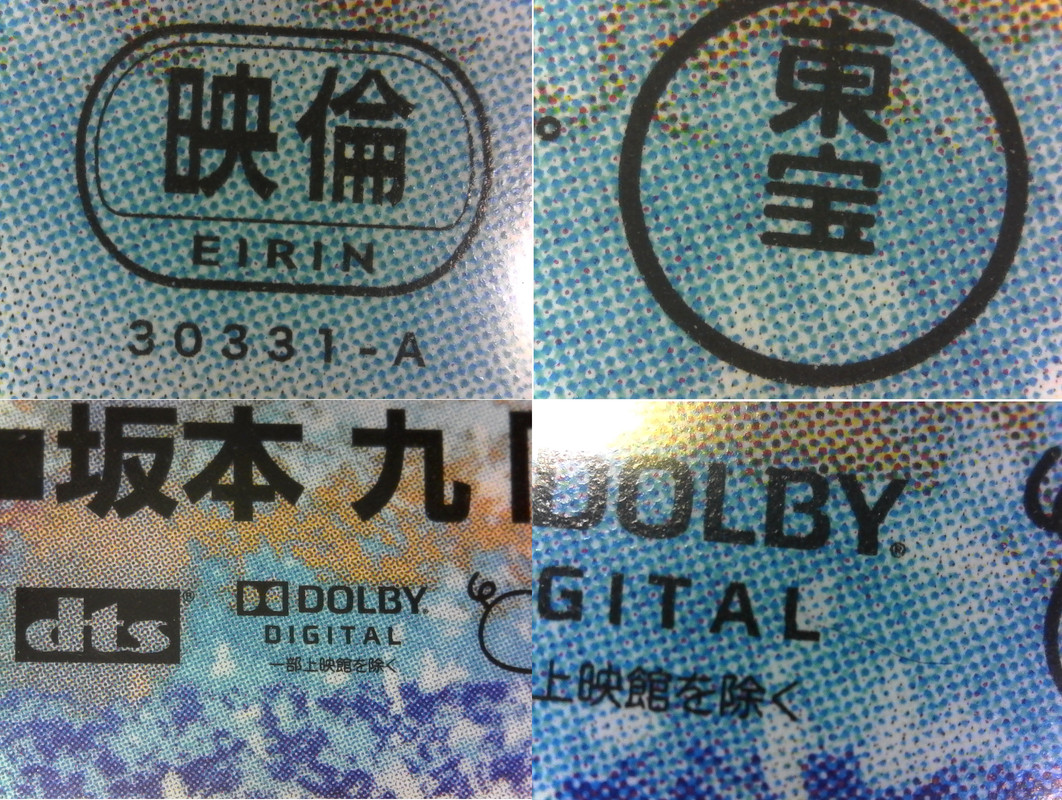 映倫
EIRIN
30331-A
東宝
坂本九
dts®
DOLBY®
DIGITAL
一部上映館を除く
DOLBY®
GITAL
上映館を除く